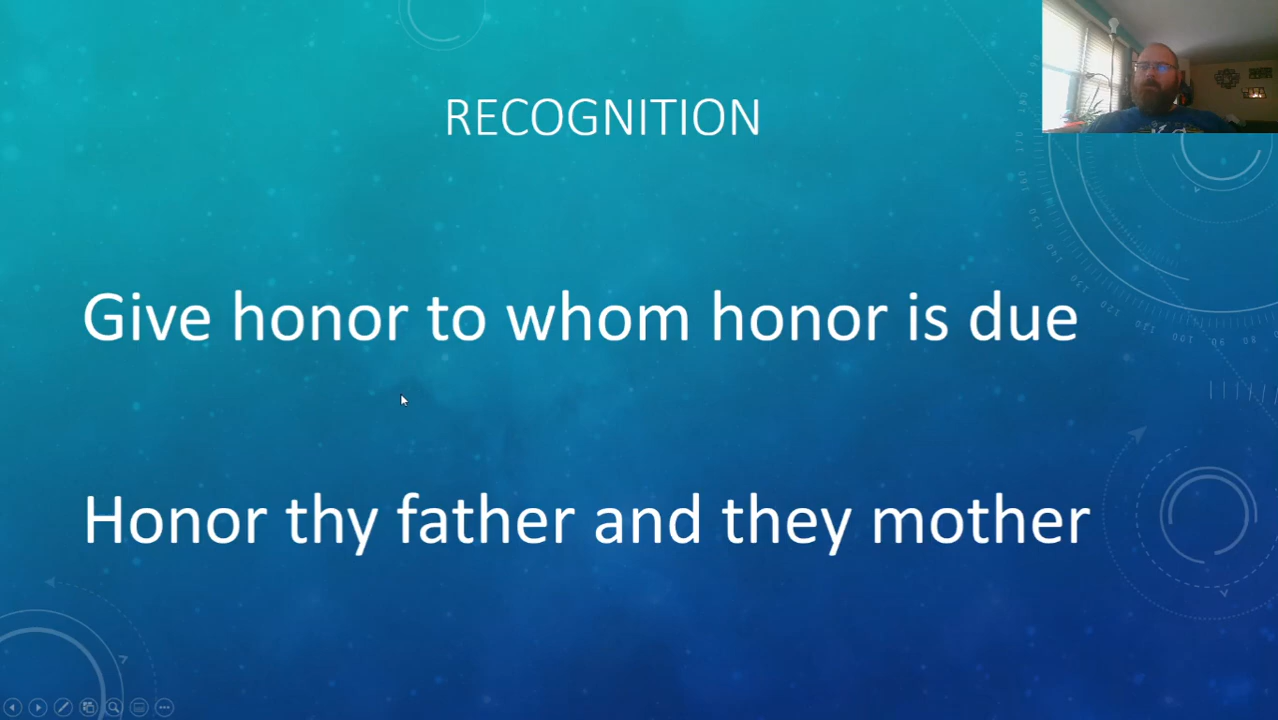 RECOGNITION
Give honor to whom honor is due
Honor thy father and they mother